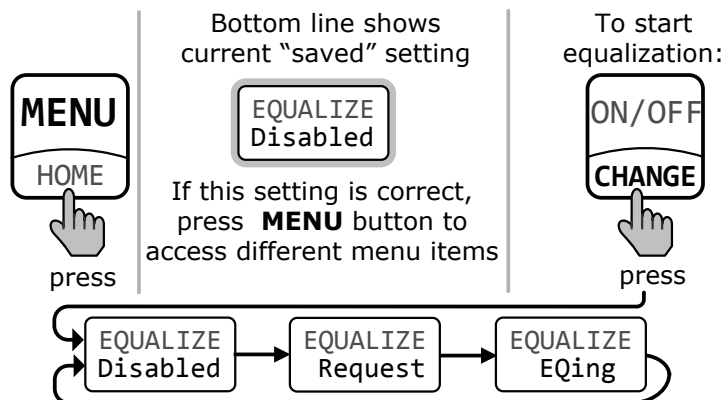 MENU
HOME
press
Bottom line shows
current “saved” setting
EQUALIZE
Disabled
If this setting is correct,
press MENU button to
access different menu items
To start
equalization:
ON/OFF
CHANGE
press
EQUALIZE
Disabled
EQUALIZE
Request
EQUALIZE
EQing